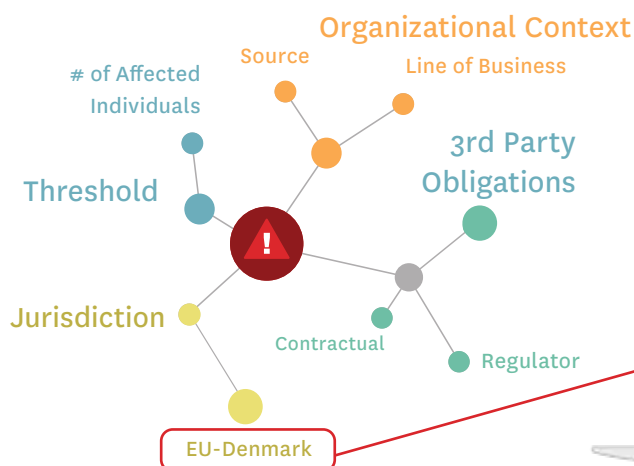 Organizational Context
Source
Line of Business
# of Affected
Individuals
3rd Party
Obligations
Threshold
!
Jurisdiction
Contractual
Regulator
EU-Denmark